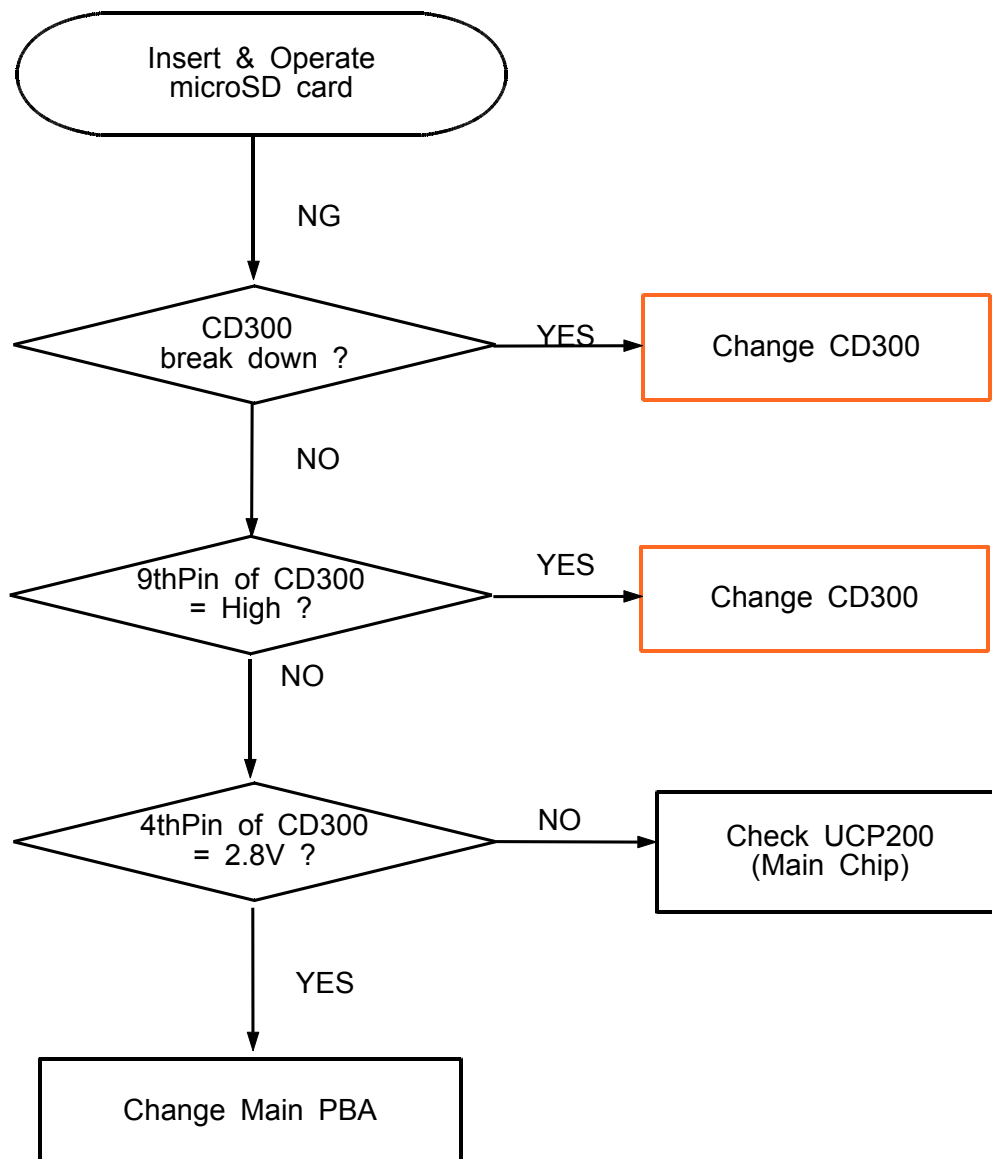 Insert & Operate
microSD card
NG
CD300
break down ?
YES
Change CD300
NO
9thPin of CD300
= High ?
YES
Change CD300
NO
4thPin of CD300
= 2.8V ?
NO
Check UCP200
(Main Chip)
YES
Change Main PBA